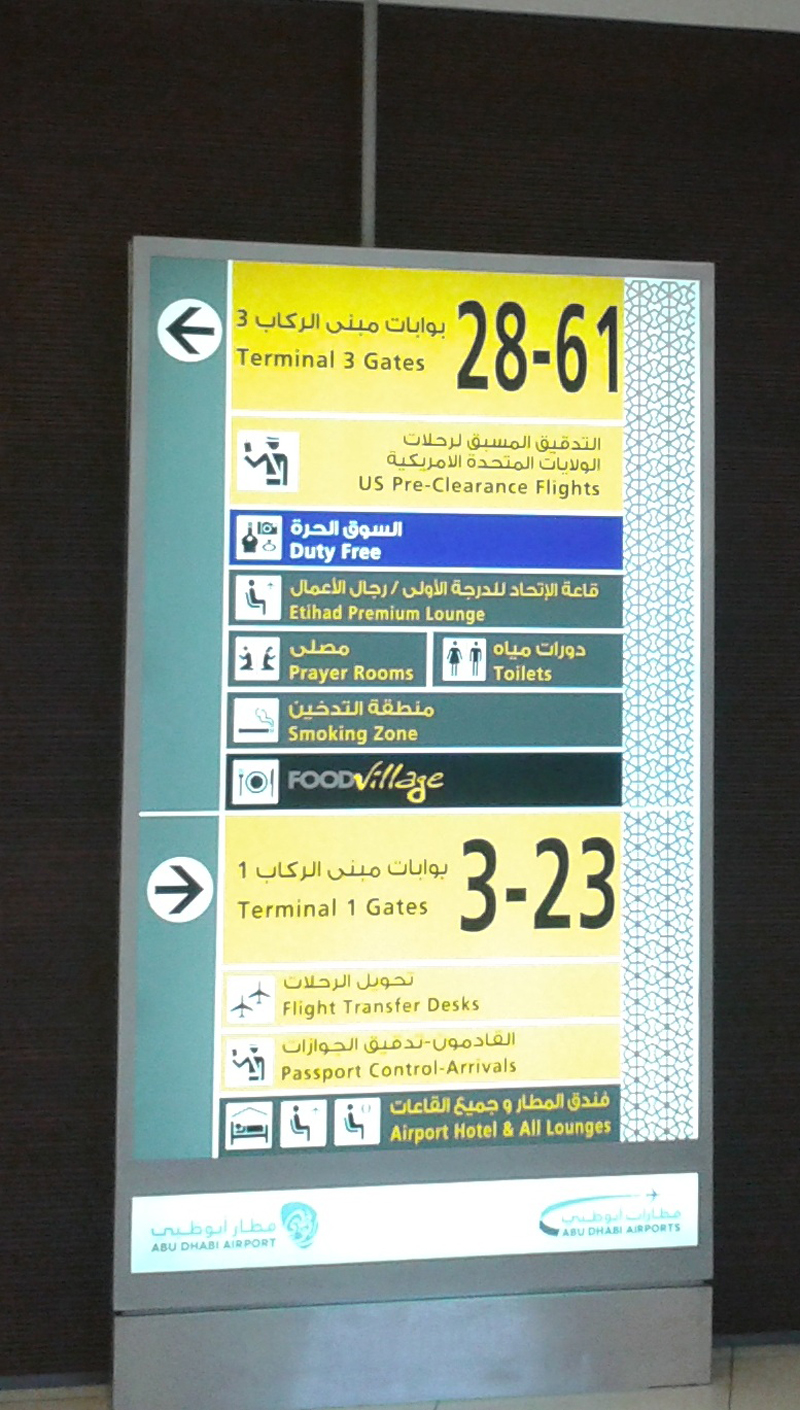 بوابات مبنى الركاب 3
Terminal 3 Gates
28-61
التدقيق المسبق لرحلات
الولايات المتحدة الامريكية
US Pre-Clearance Flights
السوق الحرة
Duty Free
قاعة الإتحاد للدرجة الأولى / رجال الأعمال
Etihad Premium Lounge
مصلى
Prayer Rooms
دورات مياه
Toilets
منطقة التدخين
Smoking Zone
FOODVillage
بوابات مبنى الركاب 1
Terminal 1 Gates
3-23
تحويل الرحلات
Flight Transfer Desks
القادمون-تدقيق الجوازات
Passport Control-Arrivals
فندق المطار و جميع القاعات
Airport Hotel & All Lounges
مطار أبوظبي
ABU DHABI AIRPORT
مطارات أبوظبي
ABU DHABI AIRPORTS